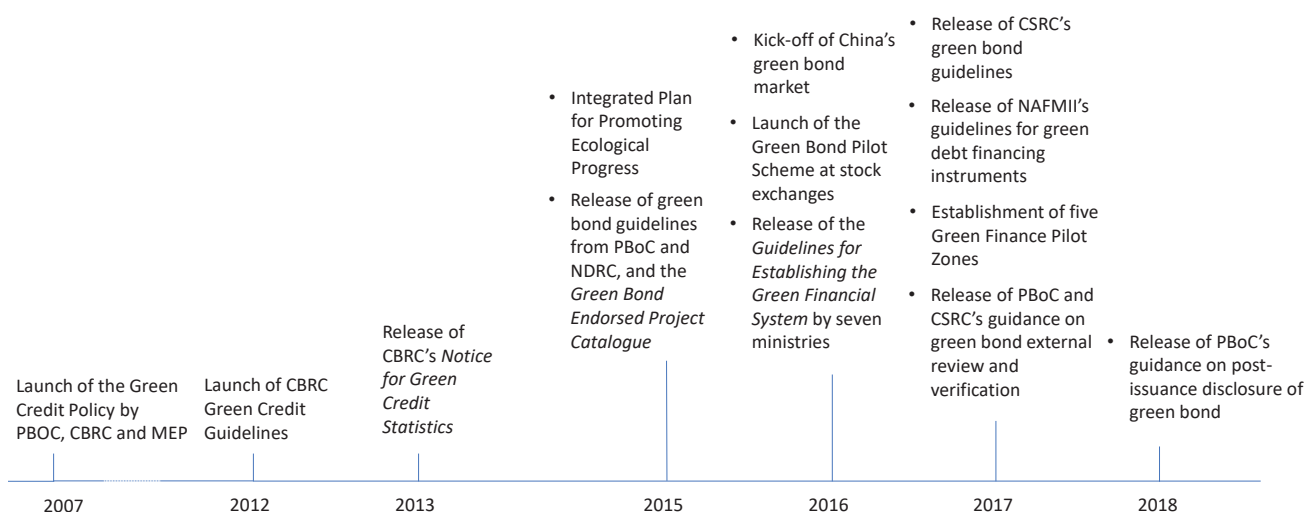 Launch of the Green
Credit Policy by
PBOC, CBRC and MEP
2007
Launch of CBRC
Green Credit
Guidelines
2012
Release of
CBRC’s Notice
for Green
Credit
Statistics
2013
• Integrated Plan
for Promoting
Ecological
Progress
• Release of green
bond guidelines
from PBoC and
NDRC, and the
Green Bond
Endorsed Project
Catalogue
2015
• Kick-off of China’s
green bond
market
• Launch of the
Green Bond Pilot
Scheme at stock
exchanges
• Release of the
Guidelines for
Establishing the
Green Financial
System by seven
ministries
2016
• Release of CSRC’s
green bond
guidelines
• Release of NAFMII’s
guidelines for green
debt financing
instruments
• Establishment of five
Green Finance Pilot
Zones
• Release of PBoC and
CSRC’s guidance on
green bond external
review and
verification
2017
• Release of PBoC’s
guidance on post-
issuance disclosure of
green bond
2018